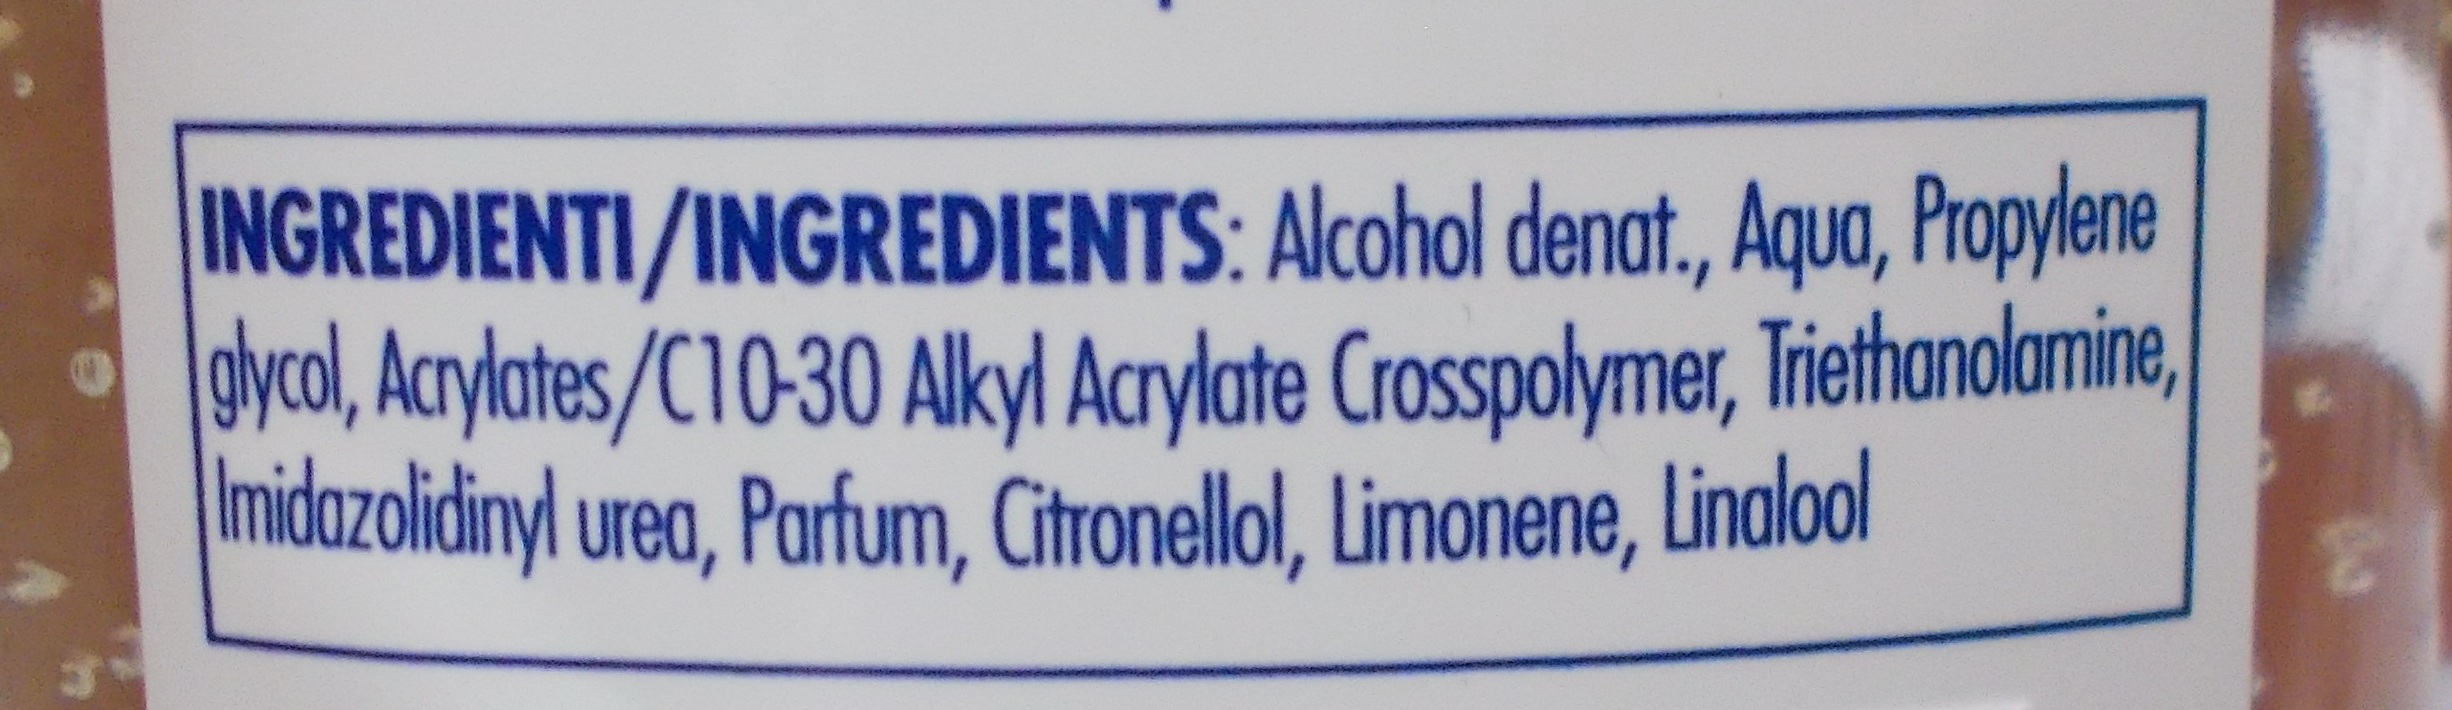 INGREDIENTI/INGREDIENTS: Alcohol denat., Aqua, Propylene
glycol, Acrylates/C10-30 Alkyl Acrylate Crosspolymer, Triethanolamine,
Imidazolidinyl urea, Parfum, Citronellol, Limonene, Linalool